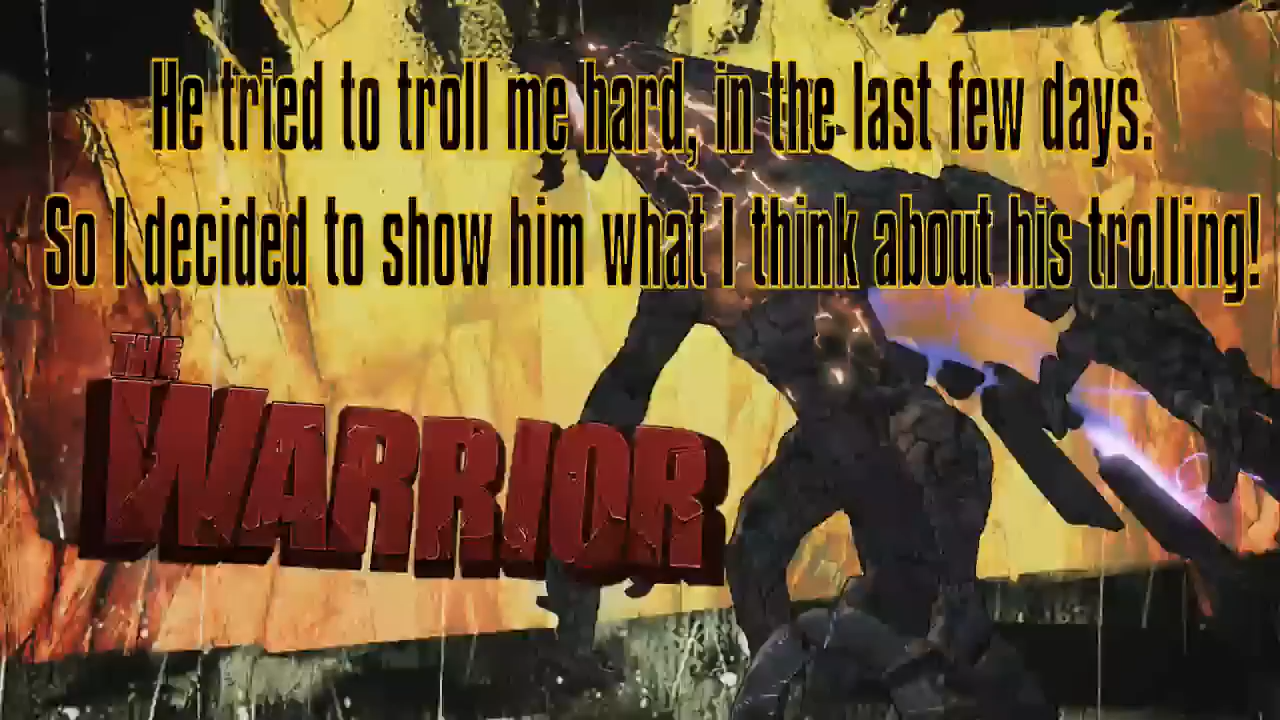 He tried to troll me hard, in the last few days.
So I decided to show him what I think about his trolling!
THE
WARRIOR